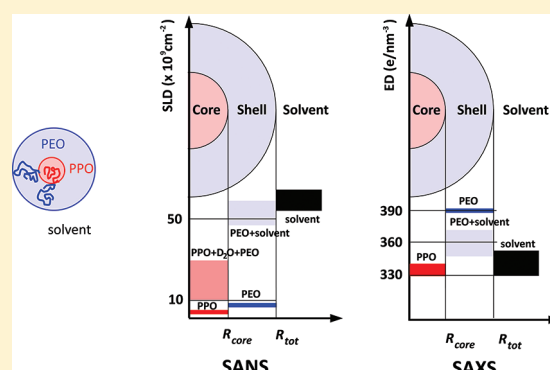 PEO
PPO
solvent
SLD (x 10⁹cm⁻²)
Core
Shell
Solvent
50
solvent
PEO+solvent
PPO+D₂O+PEO
10
PPO
PEO
R_core
R_tot
SANS
ED (e/nm⁻³)
Core
Shell
Solvent
390
PEO
PEO+solvent
360
solvent
PPO
330
R_core
R_tot
SAXS